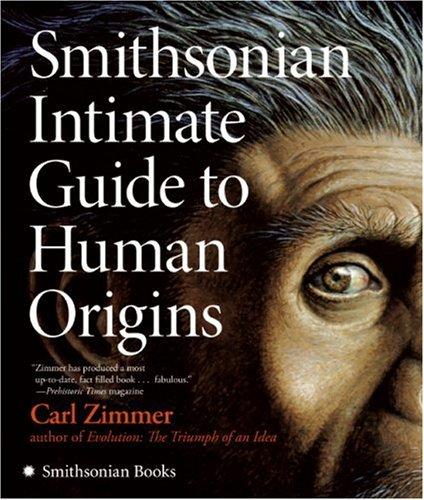 Smithsonian
Intimate
Guide to
Human
Origins
"Zimmer has produced a most
up-to-date, fact filled book . . . fabulous."
—Prehistoric Times magazine
Carl Zimmer
author of Evolution: The Triumph of an Idea
Smithsonian Books